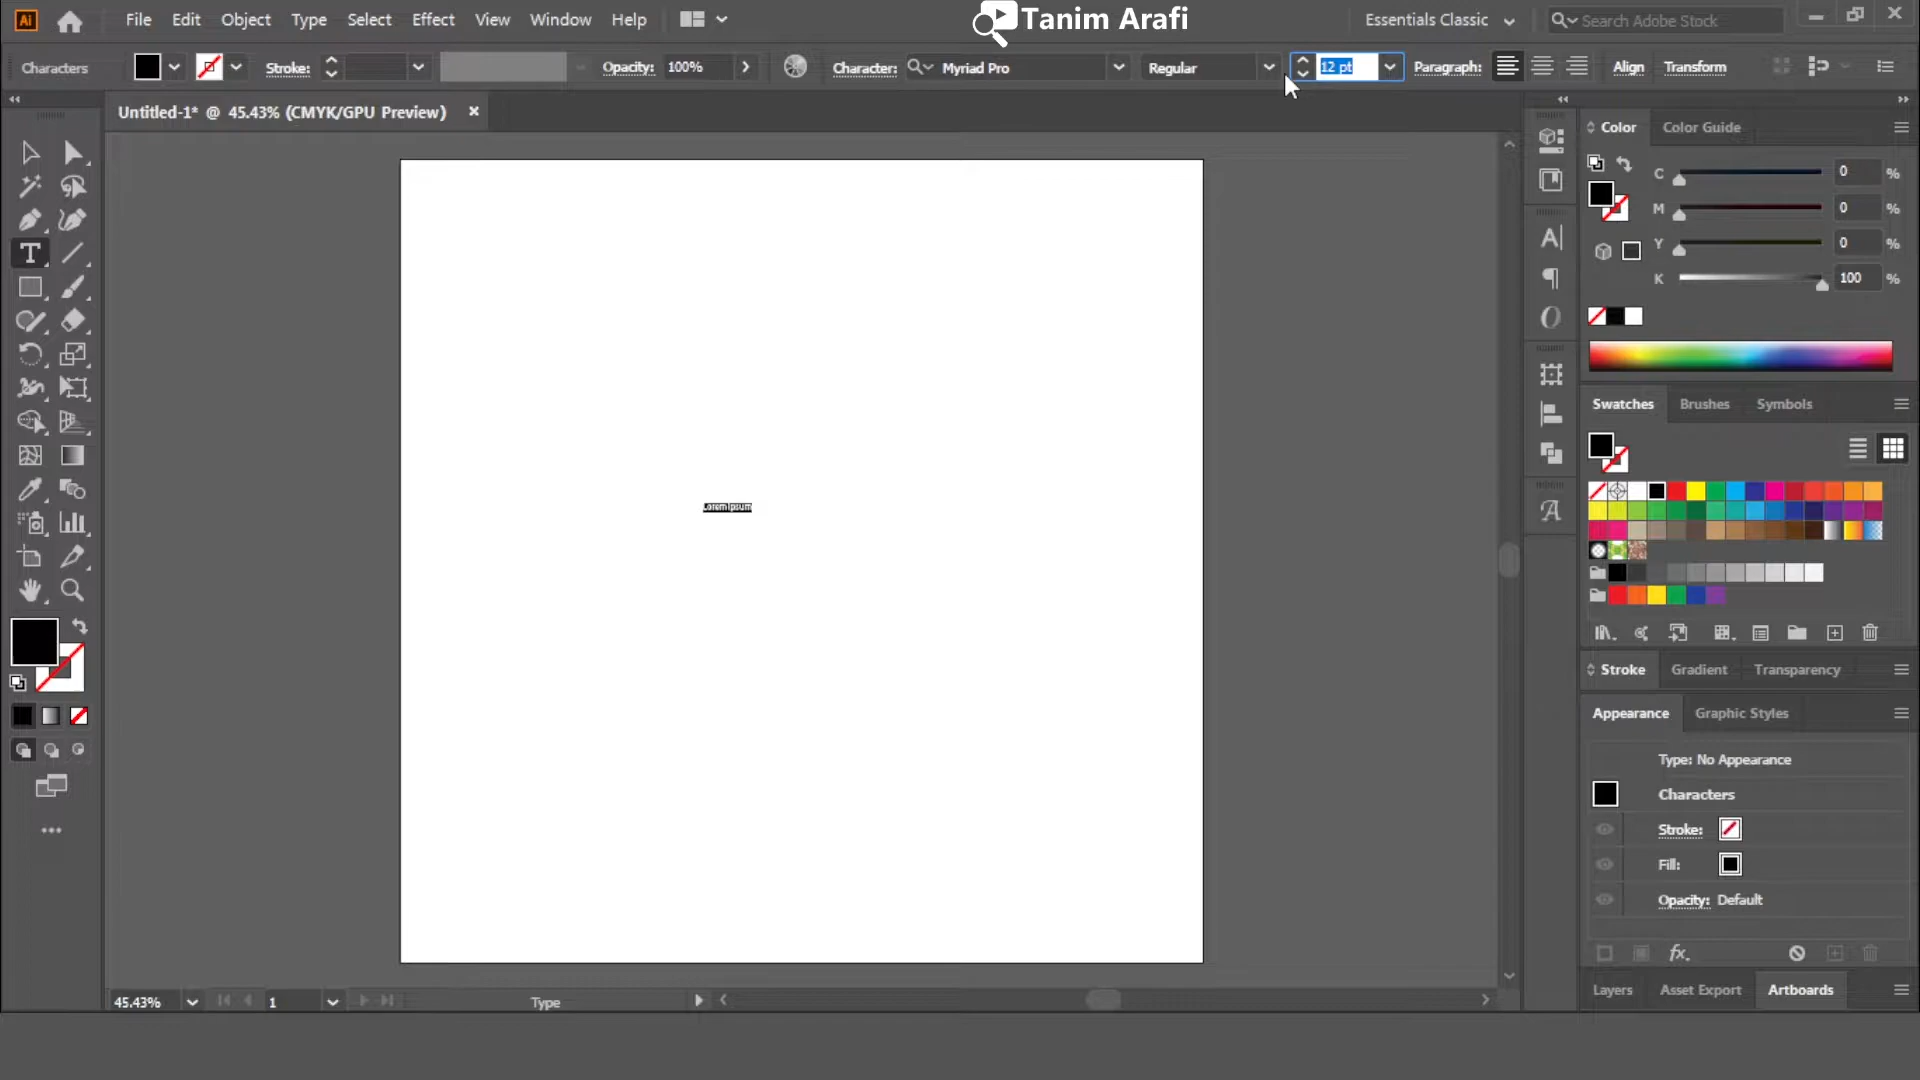 Ai File Edit Object Type Select Effect View Window Help
Tanim Arafi
Essentials Classic
Search Adobe Stock
Characters Stroke: Opacity: 100% Character: Myriad Pro Regular 12 pt Paragraph: Align Transform
Untitled-1* @ 45.43% (CMYK/GPU Preview)
Color Color Guide
C 0 %
M 0 %
Y 0 %
K 100 %
Swatches Brushes Symbols
Lorem ipsum
Stroke Gradient Transparency
Appearance Graphic Styles
Type: No Appearance
Characters
Stroke:
Fill:
Opacity: Default
fx.
Layers Asset Export Artboards
45.43% 1 Type